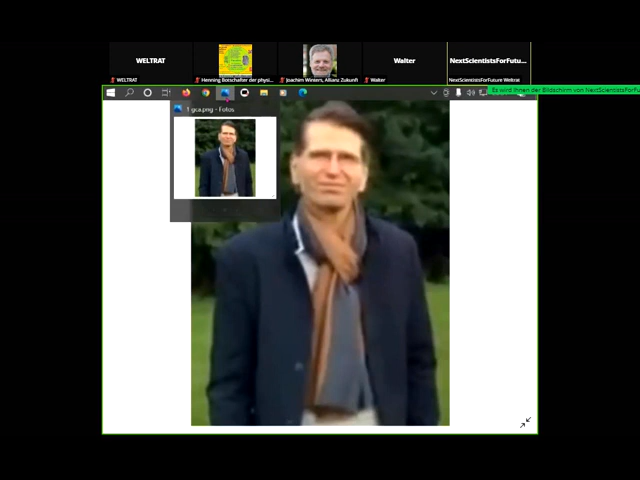 WELTRAT
Walter
NextScientistsForFutu...
WELTRAT
Henning Botschafter der physi...
Joachim Winters, Allianz Zukunft
Walter
NextScientistsForFuture Weltrat
Es wird Ihnen der Bildschirm von NextScientistsForFu
1 gca.png - Fotos